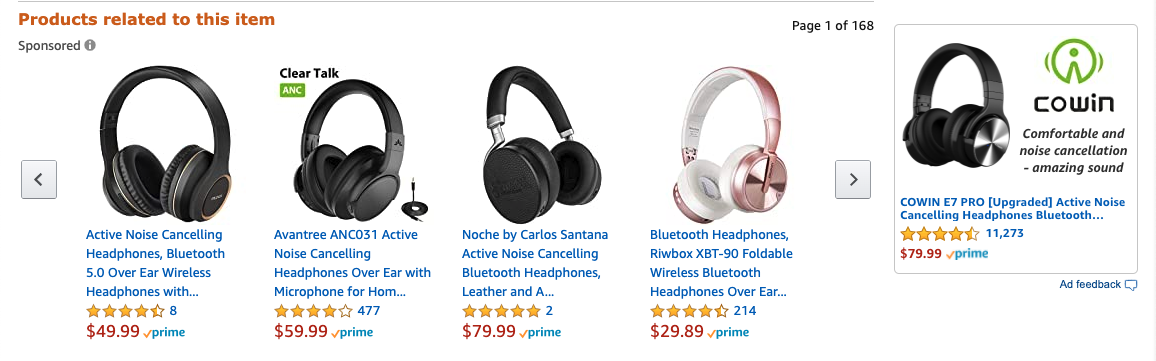 Products related to this item
Page 1 of 168
Sponsored
Active Noise Cancelling
Headphones, Bluetooth
5.0 Over Ear Wireless
Headphones with...
8
$49.99 prime
Clear Talk
ANC
Avantree ANC031 Active
Noise Cancelling
Headphones Over Ear with
Microphone for Hom...
477
$59.99 prime
Noche by Carlos Santana
Active Noise Cancelling
Bluetooth Headphones,
Leather and A...
2
$79.99 prime
Bluetooth Headphones,
Riwbox XBT-90 Foldable
Wireless Bluetooth
Headphones Over Ear...
214
$29.89 prime
COWIN
Comfortable and
noise cancellation
- amazing sound
COWIN E7 PRO [Upgraded] Active Noise
Cancelling Headphones Bluetooth...
11,273
$79.99 prime
Ad feedback